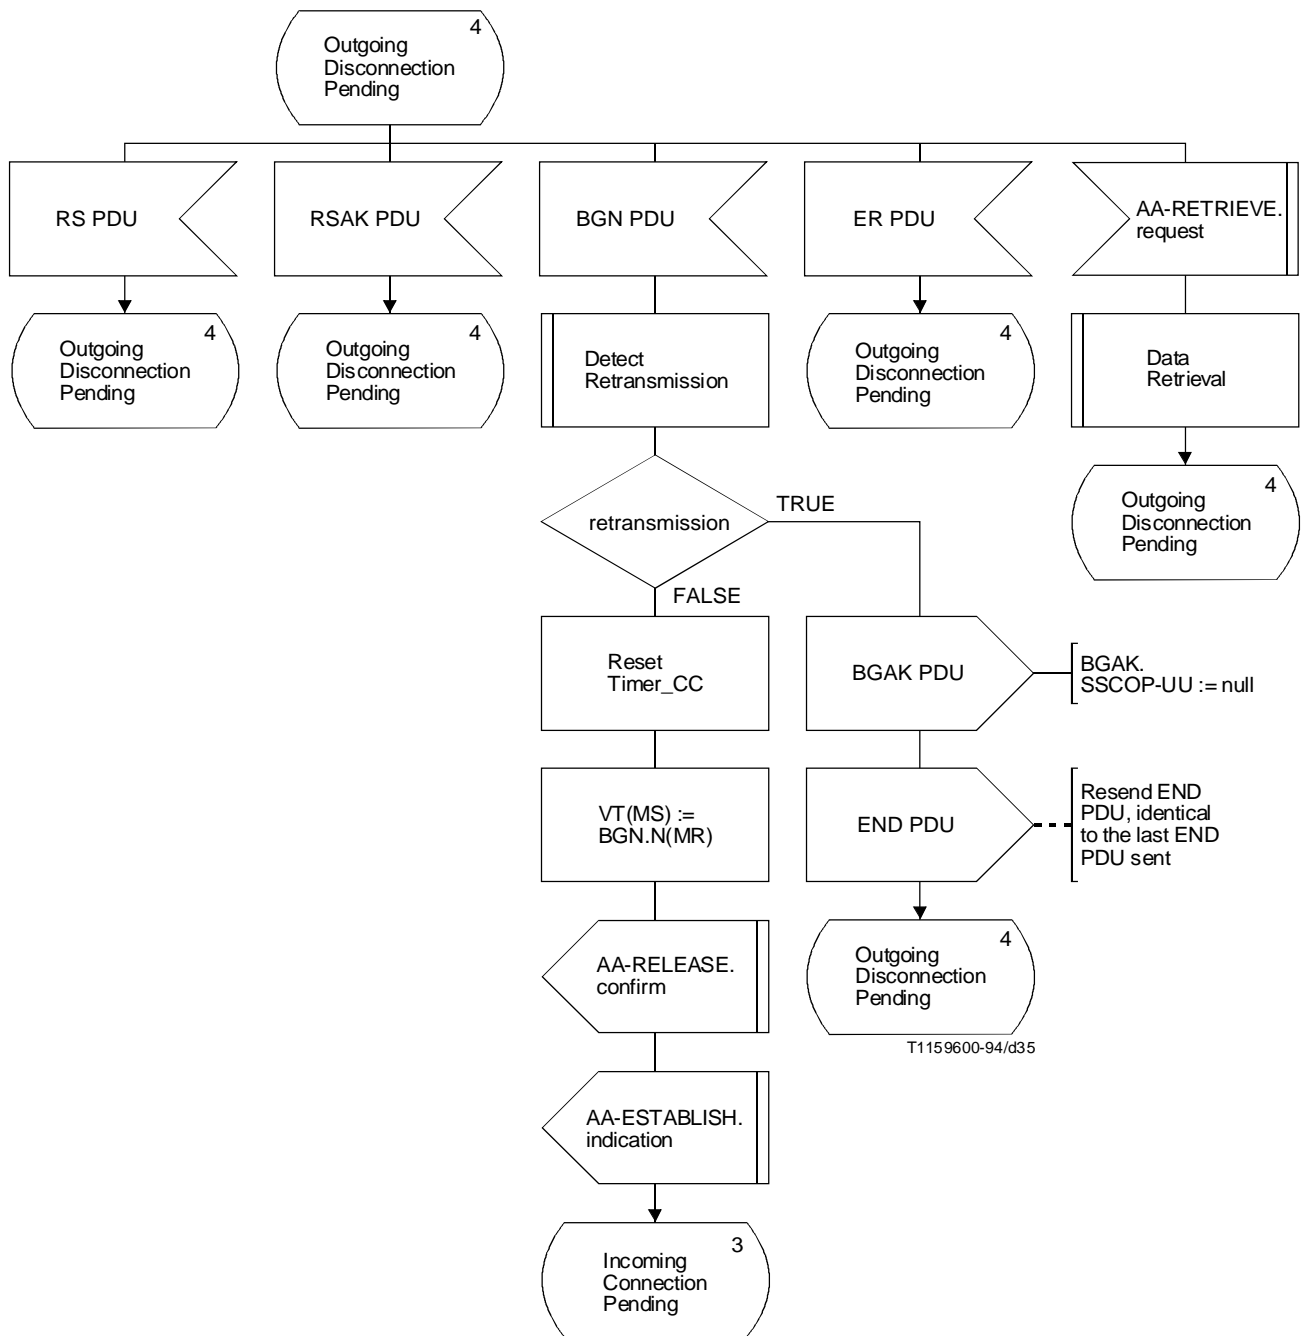 4
Outgoing
Disconnection
Pending
RS PDU
RSAK PDU
BGN PDU
ER PDU
AA-RETRIEVE.
request
4
Outgoing
Disconnection
Pending
4
Outgoing
Disconnection
Pending
Detect
Retransmission
4
Outgoing
Disconnection
Pending
Data
Retrieval
4
Outgoing
Disconnection
Pending
retransmission
TRUE
FALSE
Reset
Timer_CC
BGAK PDU
BGAK.
SSCOP-UU := null
VT(MS) :=
BGN.N(MR)
END PDU
Resend END
PDU, identical
to the last END
PDU sent
AA-RELEASE.
confirm
4
Outgoing
Disconnection
Pending
T1159600-94/d35
AA-ESTABLISH.
indication
3
Incoming
Connection
Pending